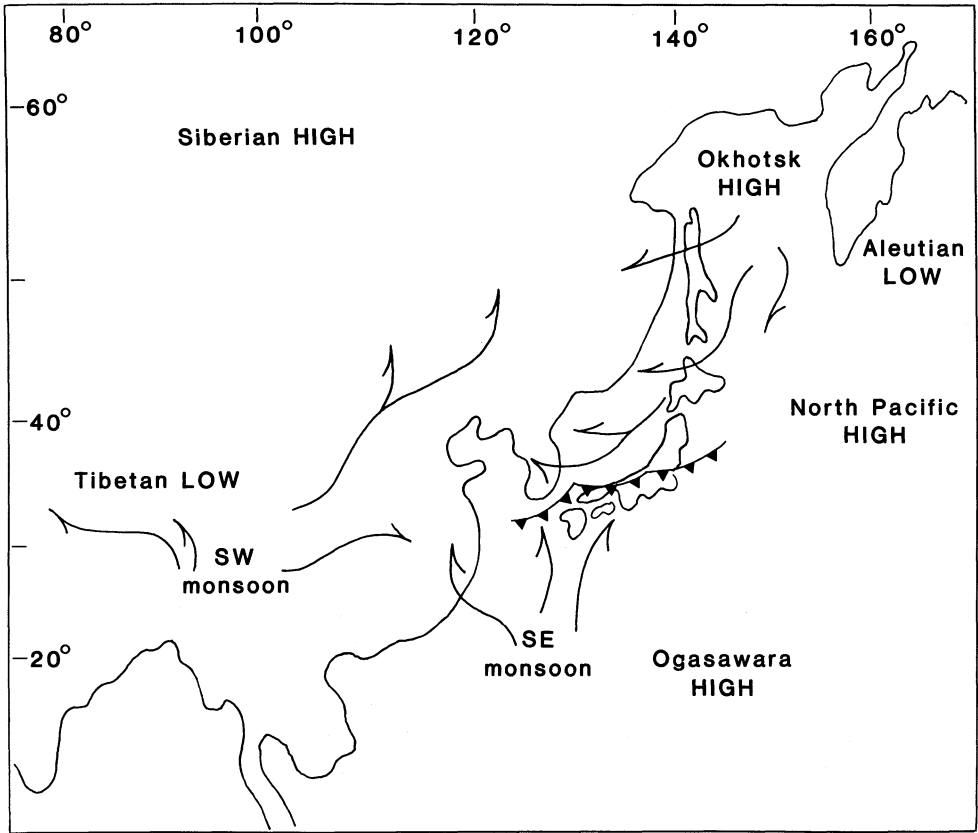 80° 100° 120° 140° 160°
60°
Siberian HIGH
Okhotsk
HIGH
Aleutian
LOW
40°
North Pacific
HIGH
Tibetan LOW
SW
monsoon
SE
monsoon
20°
Ogasawara
HIGH